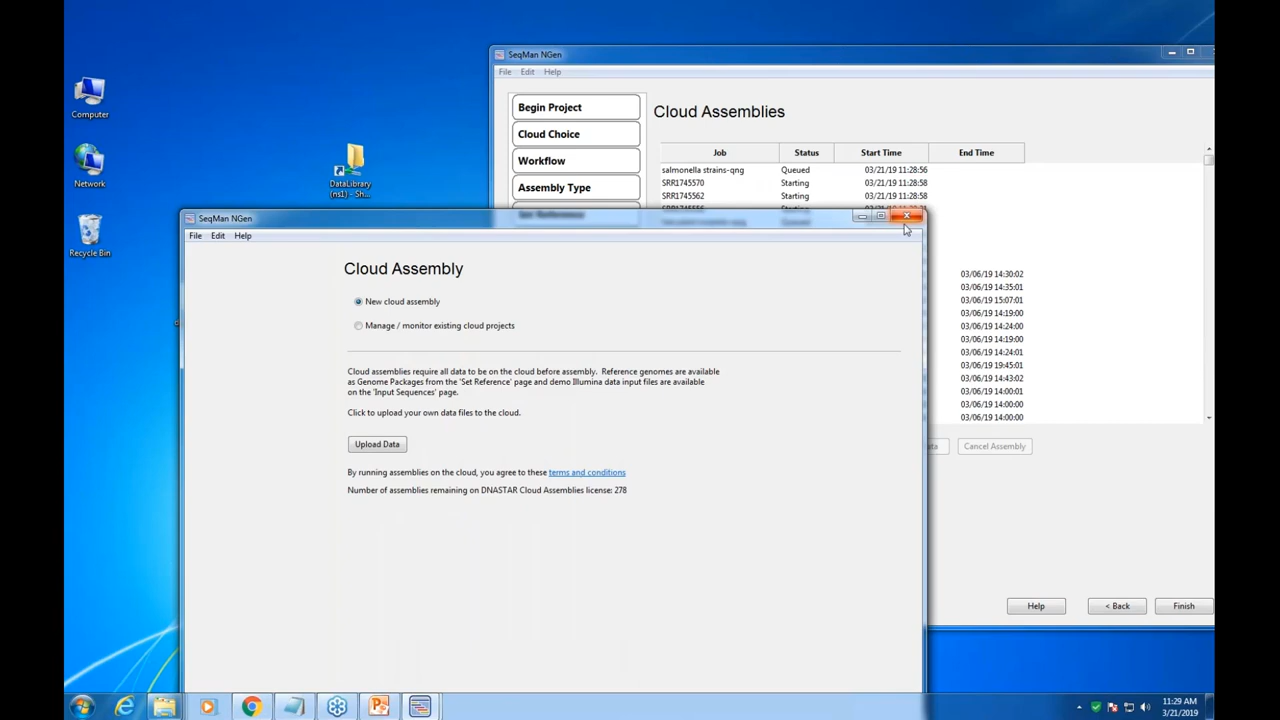 Computer
Network
Recycle Bin
DataLibrary
(ns1) - Sh...
SeqMan NGen
File Edit Help
Begin Project
Cloud Choice
Workflow
Assembly Type
Set Reference
Cloud Assemblies
Job Status Start Time End Time
salmonella strains-qng Queued 03/21/19 11:28:56
SRR1745570 Starting 03/21/19 11:28:58
SRR1745562 Starting 03/21/19 11:28:58
03/06/19 14:30:02
03/06/19 14:35:01
03/06/19 15:07:01
03/06/19 14:19:00
03/06/19 14:24:00
03/06/19 14:19:00
03/06/19 14:24:01
03/06/19 19:45:01
03/06/19 14:43:02
03/06/19 14:00:01
03/06/19 14:00:00
03/06/19 14:00:00
Cancel Assembly
Help < Back Finish
SeqMan NGen
File Edit Help
Cloud Assembly
New cloud assembly
Manage / monitor existing cloud projects
Cloud assemblies require all data to be on the cloud before assembly. Reference genomes are available
as Genome Packages from the 'Set Reference' page and demo Illumina data input files are available
on the 'Input Sequences' page.
Click to upload your own data files to the cloud.
Upload Data
By running assemblies on the cloud, you agree to these terms and conditions
Number of assemblies remaining on DNASTAR Cloud Assemblies license: 278
11:29 AM
3/21/2019